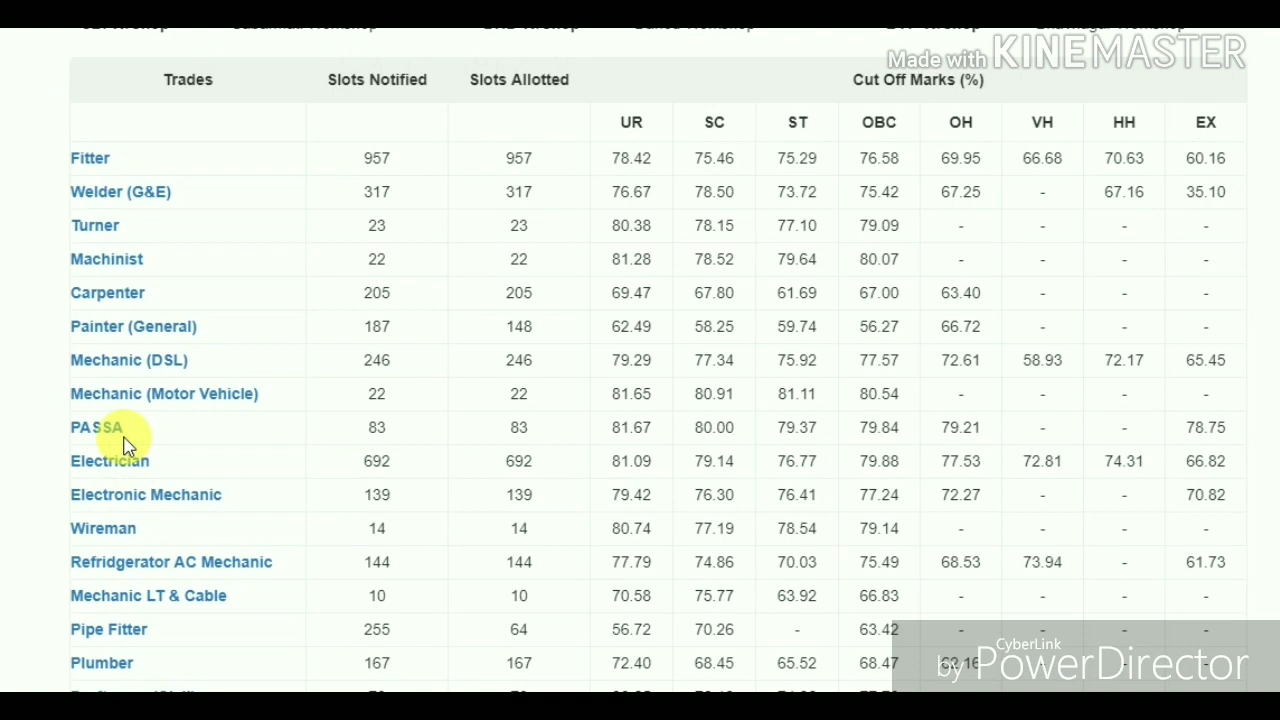 Made with KINEMASTER
Trades Slots Notified Slots Allotted Cut Off Marks (%)
UR SC ST OBC OH VH HH EX
Fitter 957 957 78.42 75.46 75.29 76.58 69.95 66.68 70.63 60.16
Welder (G&E) 317 317 76.67 78.50 73.72 75.42 67.25 - 67.16 35.10
Turner 23 23 80.38 78.15 77.10 79.09 - - - -
Machinist 22 22 81.28 78.52 79.64 80.07 - - - -
Carpenter 205 205 69.47 67.80 61.69 67.00 63.40 - - -
Painter (General) 187 148 62.49 58.25 59.74 56.27 66.72 - - -
Mechanic (DSL) 246 246 79.29 77.34 75.92 77.57 72.61 58.93 72.17 65.45
Mechanic (Motor Vehicle) 22 22 81.65 80.91 81.11 80.54 - - - -
PASSA 83 83 81.67 80.00 79.37 79.84 79.21 - - 78.75
Electrician 692 692 81.09 79.14 76.77 79.88 77.53 72.81 74.31 66.82
Electronic Mechanic 139 139 79.42 76.30 76.41 77.24 72.27 - - 70.82
Wireman 14 14 80.74 77.19 78.54 79.14 - - - -
Refridgerator AC Mechanic 144 144 77.79 74.86 70.03 75.49 68.53 73.94 - 61.73
Mechanic LT & Cable 10 10 70.58 75.77 63.92 66.83 - - - -
Pipe Fitter 255 64 56.72 70.26 - 63.42 - - - -
Plumber 167 167 72.40 68.45 65.52 68.47 - - -
CyberLink
by PowerDirector